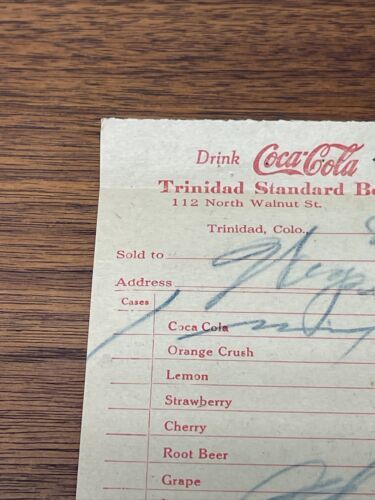 Drink Coca-Cola
Trinidad Standard Bo
112 North Walnut St.
Trinidad, Colo.,
Sold to
Address
Cases
Coca Cola
Orange Crush
Lemon
Strawberry
Cherry
Root Beer
Grape